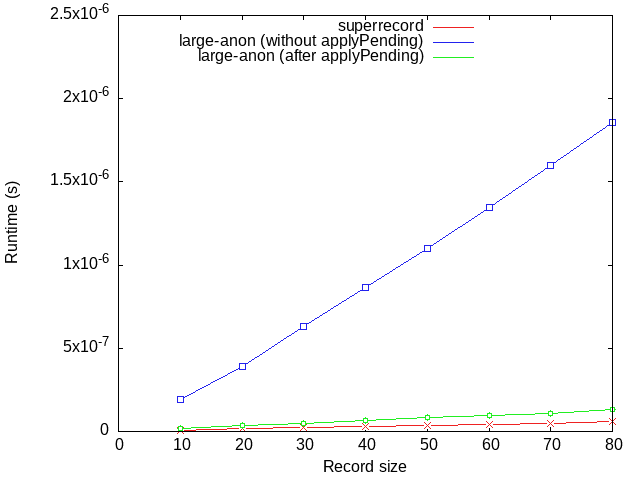 2.5x10-6
superrecord
large-anon (without applyPending)
large-anon (after applyPending)
2x10-6
1.5x10-6
1x10-6
5x10-7
0
Runtime (s)
0 10 20 30 40 50 60 70 80
Record size